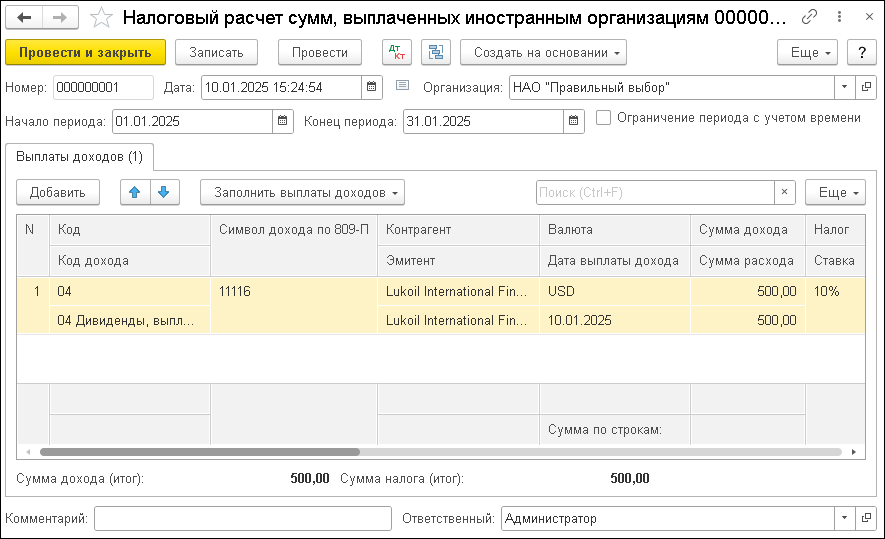 Налоговый расчет сумм, выплаченных иностранным организациям 00000...
Провести и закрыть Записать Провести Дт Кт Создать на основании Еще ?
Номер: 000000001 Дата: 10.01.2025 15:24:54 Организация: НАО "Правильный выбор"
Начало периода: 01.01.2025 Конец периода: 31.01.2025 Ограничение периода с учетом времени
Выплаты доходов (1)
Добавить Заполнить выплаты доходов Поиск (Ctrl+F) × Еще
N Код Символ дохода по 809-П Контрагент Валюта Сумма дохода Налог
Код дохода Эмитент Дата выплаты дохода Сумма расхода Ставка
1 04 11116 Lukoil International Fin... USD 500,00 10%
04 Дивиденды, выпл... Lukoil International Fin... 10.01.2025 500,00
Сумма по строкам:
Сумма дохода (итог): 500,00 Сумма налога (итог): 500,00
Комментарий: Ответственный: Администратор